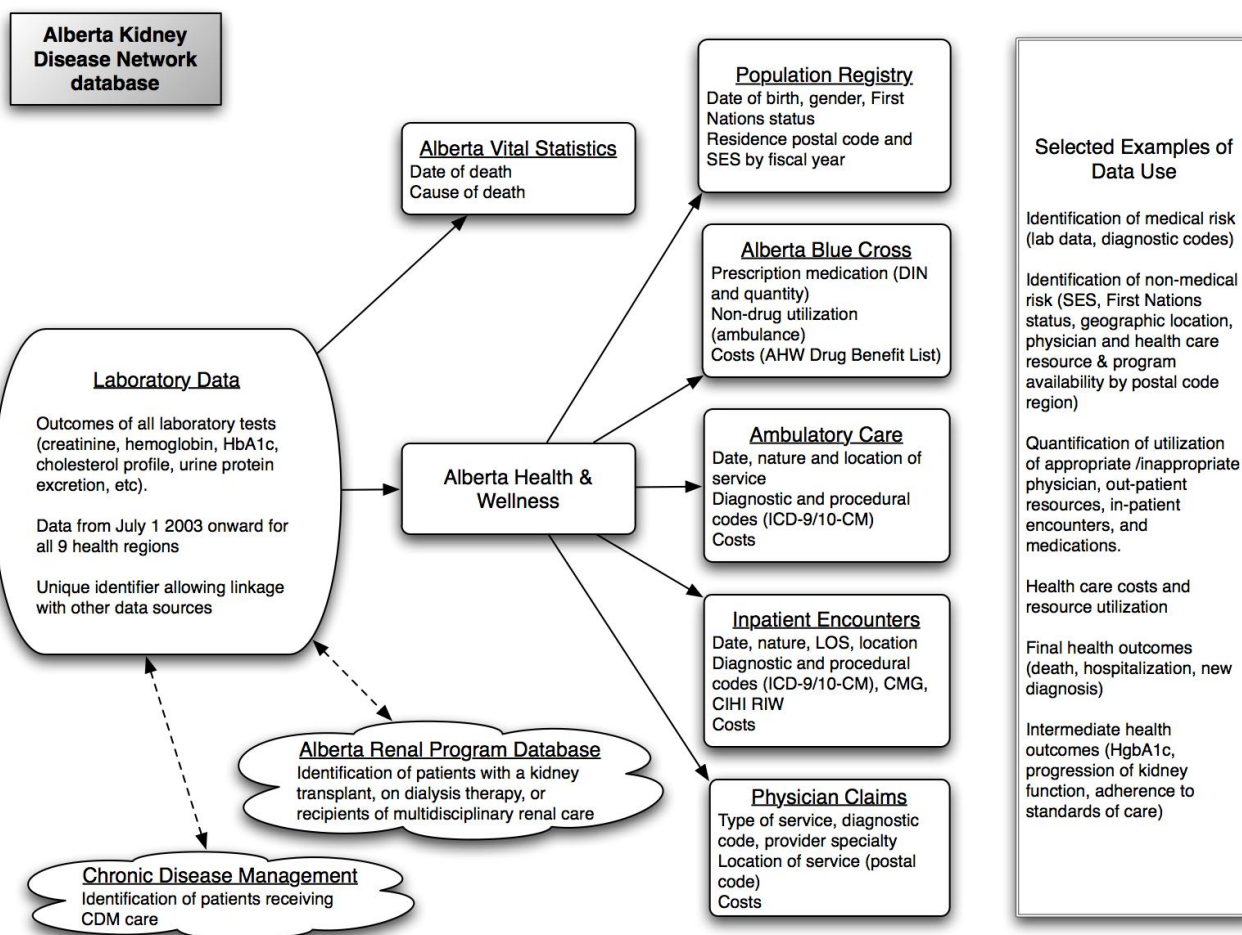 Alberta Kidney
Disease Network
database
Alberta Vital Statistics
Date of death
Cause of death
Laboratory Data
Outcomes of all laboratory tests
(creatinine, hemoglobin, HbA1c,
cholesterol profile, urine protein
excretion, etc).
Data from July 1 2003 onward for
all 9 health regions
Unique identifier allowing linkage
with other data sources
Alberta Health &
Wellness
Alberta Renal Program Database
Identification of patients with a kidney
transplant, on dialysis therapy, or
recipients of multidisciplinary renal care
Chronic Disease Management
Identification of patients receiving
CDM care
Population Registry
Date of birth, gender, First
Nations status
Residence postal code and
SES by fiscal year
Alberta Blue Cross
Prescription medication (DIN
and quantity)
Non-drug utilization
(ambulance)
Costs (AHW Drug Benefit List)
Ambulatory Care
Date, nature and location of
service
Diagnostic and procedural
codes (ICD-9/10-CM)
Costs
Inpatient Encounters
Date, nature, LOS, location
Diagnostic and procedural
codes (ICD-9/10-CM), CMG,
CIHI RIW
Costs
Physician Claims
Type of service, diagnostic
code, provider specialty
Location of service (postal
code)
Costs
Selected Examples of
Data Use
Identification of medical risk
(lab data, diagnostic codes)
Identification of non-medical
risk (SES, First Nations
status, geographic location,
physician and health care
resource & program
availability by postal code
region)
Quantification of utilization
of appropriate /inappropriate
physician, out-patient
resources, in-patient
encounters, and
medications.
Health care costs and
resource utilization
Final health outcomes
(death, hospitalization, new
diagnosis)
Intermediate health
outcomes (HgbA1c,
progression of kidney
function, adherence to
standards of care)